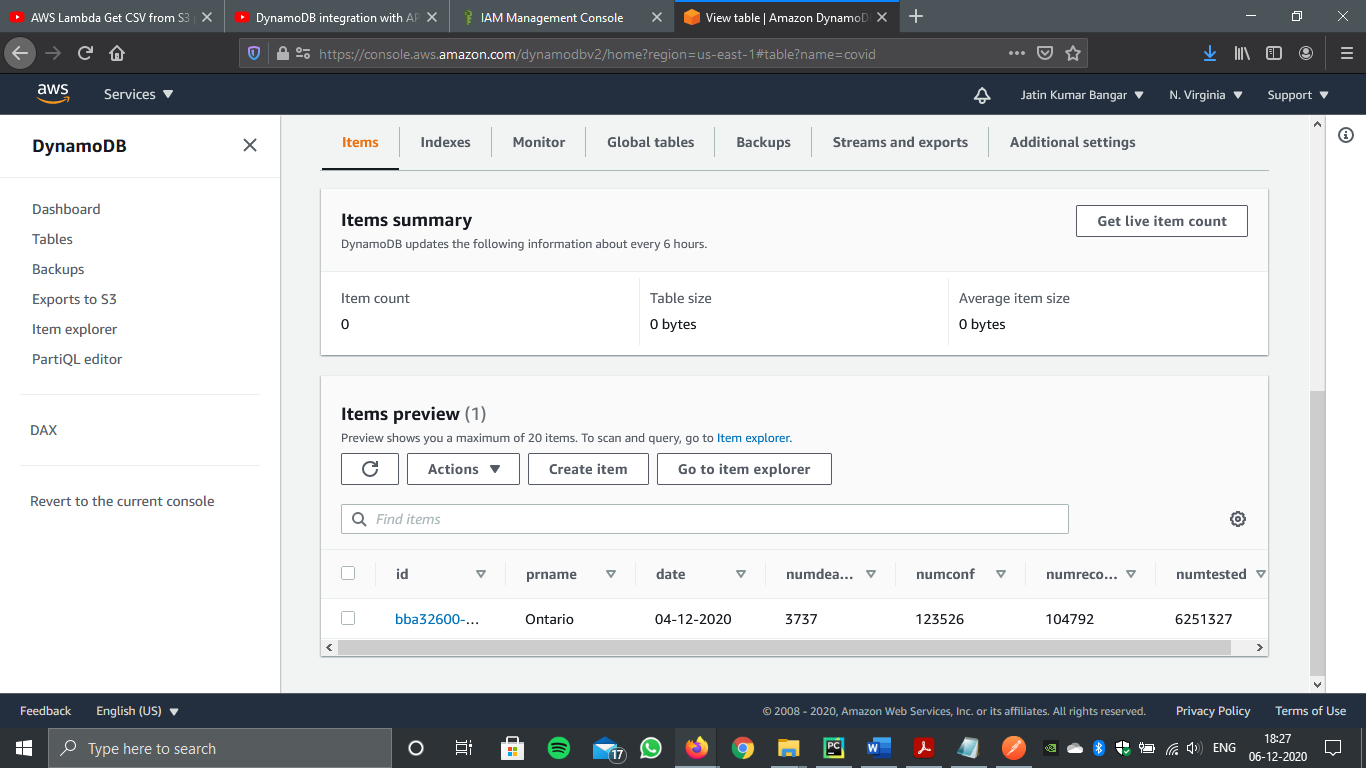 AWS Lambda Get CSV from S3
DynamoDB integration with AP
IAM Management Console
View table | Amazon DynamoD
https://console.aws.amazon.com/dynamodbv2/home?region=us-east-1#table?name=covid
aws
Services
Jatin Kumar Bangar
N. Virginia
Support
DynamoDB
Dashboard
Tables
Backups
Exports to S3
Item explorer
PartiQL editor
DAX
Revert to the current console
Items
Indexes
Monitor
Global tables
Backups
Streams and exports
Additional settings
Items summary
Get live item count
DynamoDB updates the following information about every 6 hours.
Item count
Table size
Average item size
0
0 bytes
0 bytes
Items preview (1)
Preview shows you a maximum of 20 items. To scan and query, go to Item explorer.
Actions
Create item
Go to item explorer
Find items
id prname date numdea... numconf numreco... numtested
bba32600-... Ontario 04-12-2020 3737 123526 104792 6251327
Feedback
English (US)
© 2008 - 2020, Amazon Web Services, Inc. or its affiliates. All rights reserved.
Privacy Policy
Terms of Use
Type here to search
17
PC
W
ENG
18:27
06-12-2020